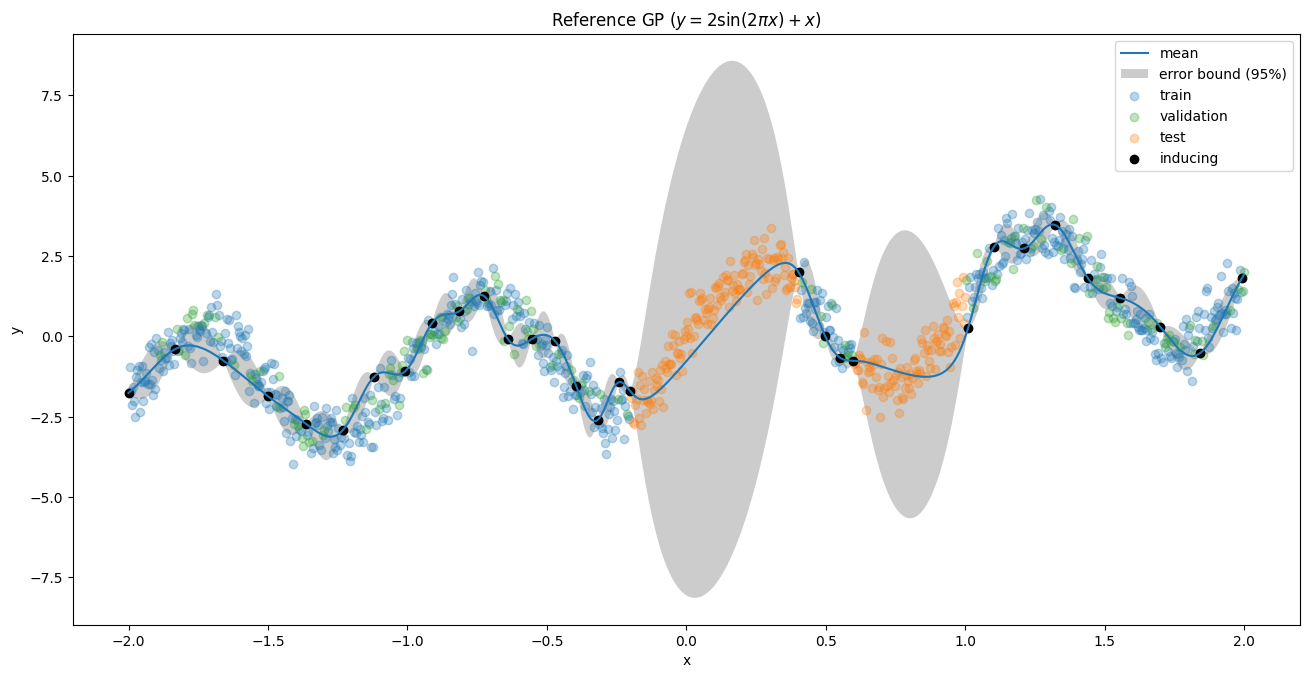 Reference GP (y = 2sin(2πx) + x)
mean
error bound (95%)
train
validation
test
inducing
7.5
5.0
2.5
0.0
−2.5
−5.0
−7.5
y
−2.0 −1.5 −1.0 −0.5 0.0 0.5 1.0 1.5 2.0
x